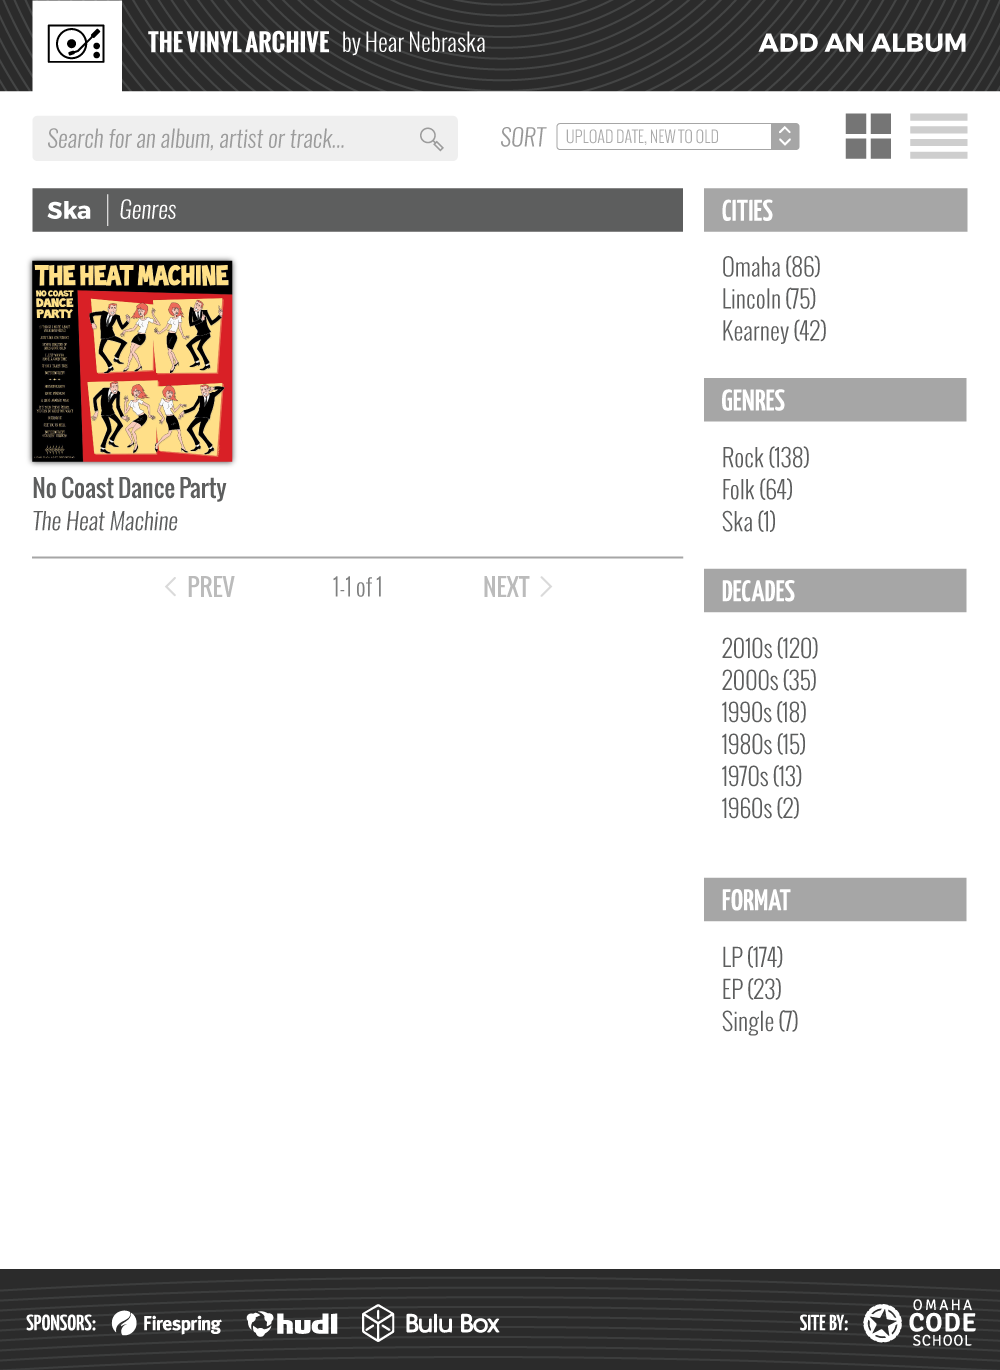 THE VINYL ARCHIVE by Hear Nebraska
ADD AN ALBUM
Search for an album, artist or track...
SORT
UPLOAD DATE, NEW TO OLD
Ska | Genres
THE HEAT MACHINE
NO COAST
DANCE
PARTY
No Coast Dance Party
The Heat Machine
PREV
1-1 of 1
NEXT
CITIES
Omaha (86)
Lincoln (75)
Kearney (42)
GENRES
Rock (138)
Folk (64)
Ska (1)
DECADES
2010s (120)
2000s (35)
1990s (18)
1980s (15)
1970s (13)
1960s (2)
FORMAT
LP (174)
EP (23)
Single (7)
SPONSORS:
Firespring
hudl
Bulu Box
SITE BY:
OMAHA
CODE
SCHOOL